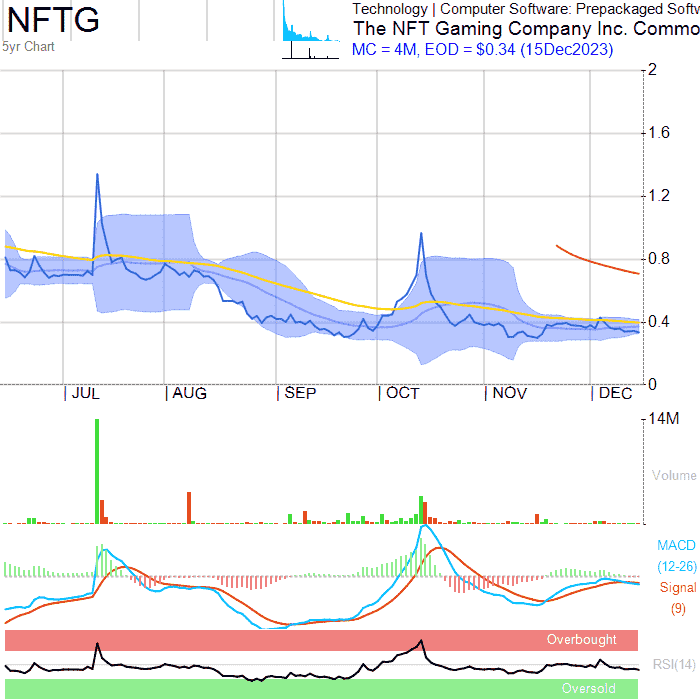 NFTG
5yr Chart
Technology | Computer Software: Prepackaged Softw
The NFT Gaming Company Inc. Commo
MC = 4M, EOD = $0.34 (15Dec2023)
2
1.6
1.2
0.8
0.4
0
JUL AUG SEP OCT NOV DEC
14M
Volume
MACD
(12-26)
Signal
(9)
Overbought
RSI(14)
Oversold